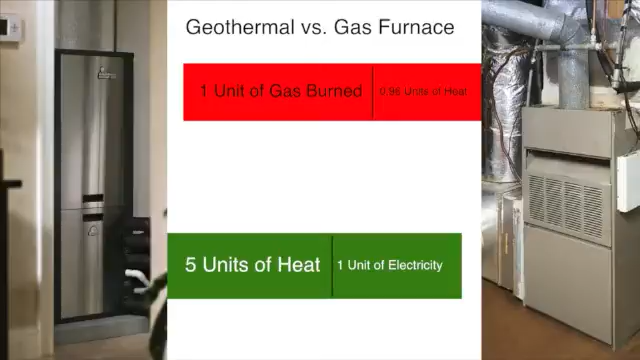 Geothermal vs. Gas Furnace
1 Unit of Gas Burned
0.96 Units of Heat
5 Units of Heat
1 Unit of Electricity